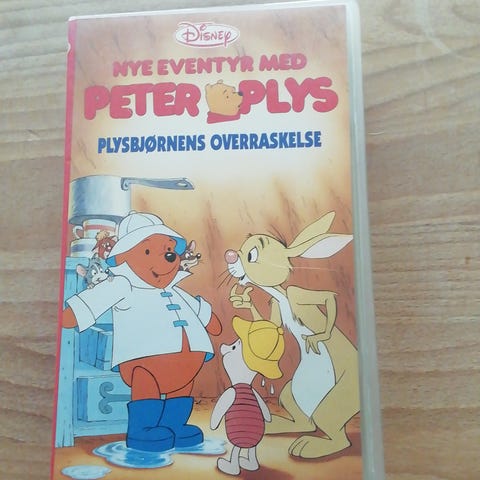 Disney
NYE EVENTYR MED
PETER PLYS
PLYSBJØRNENS OVERRASKELSE